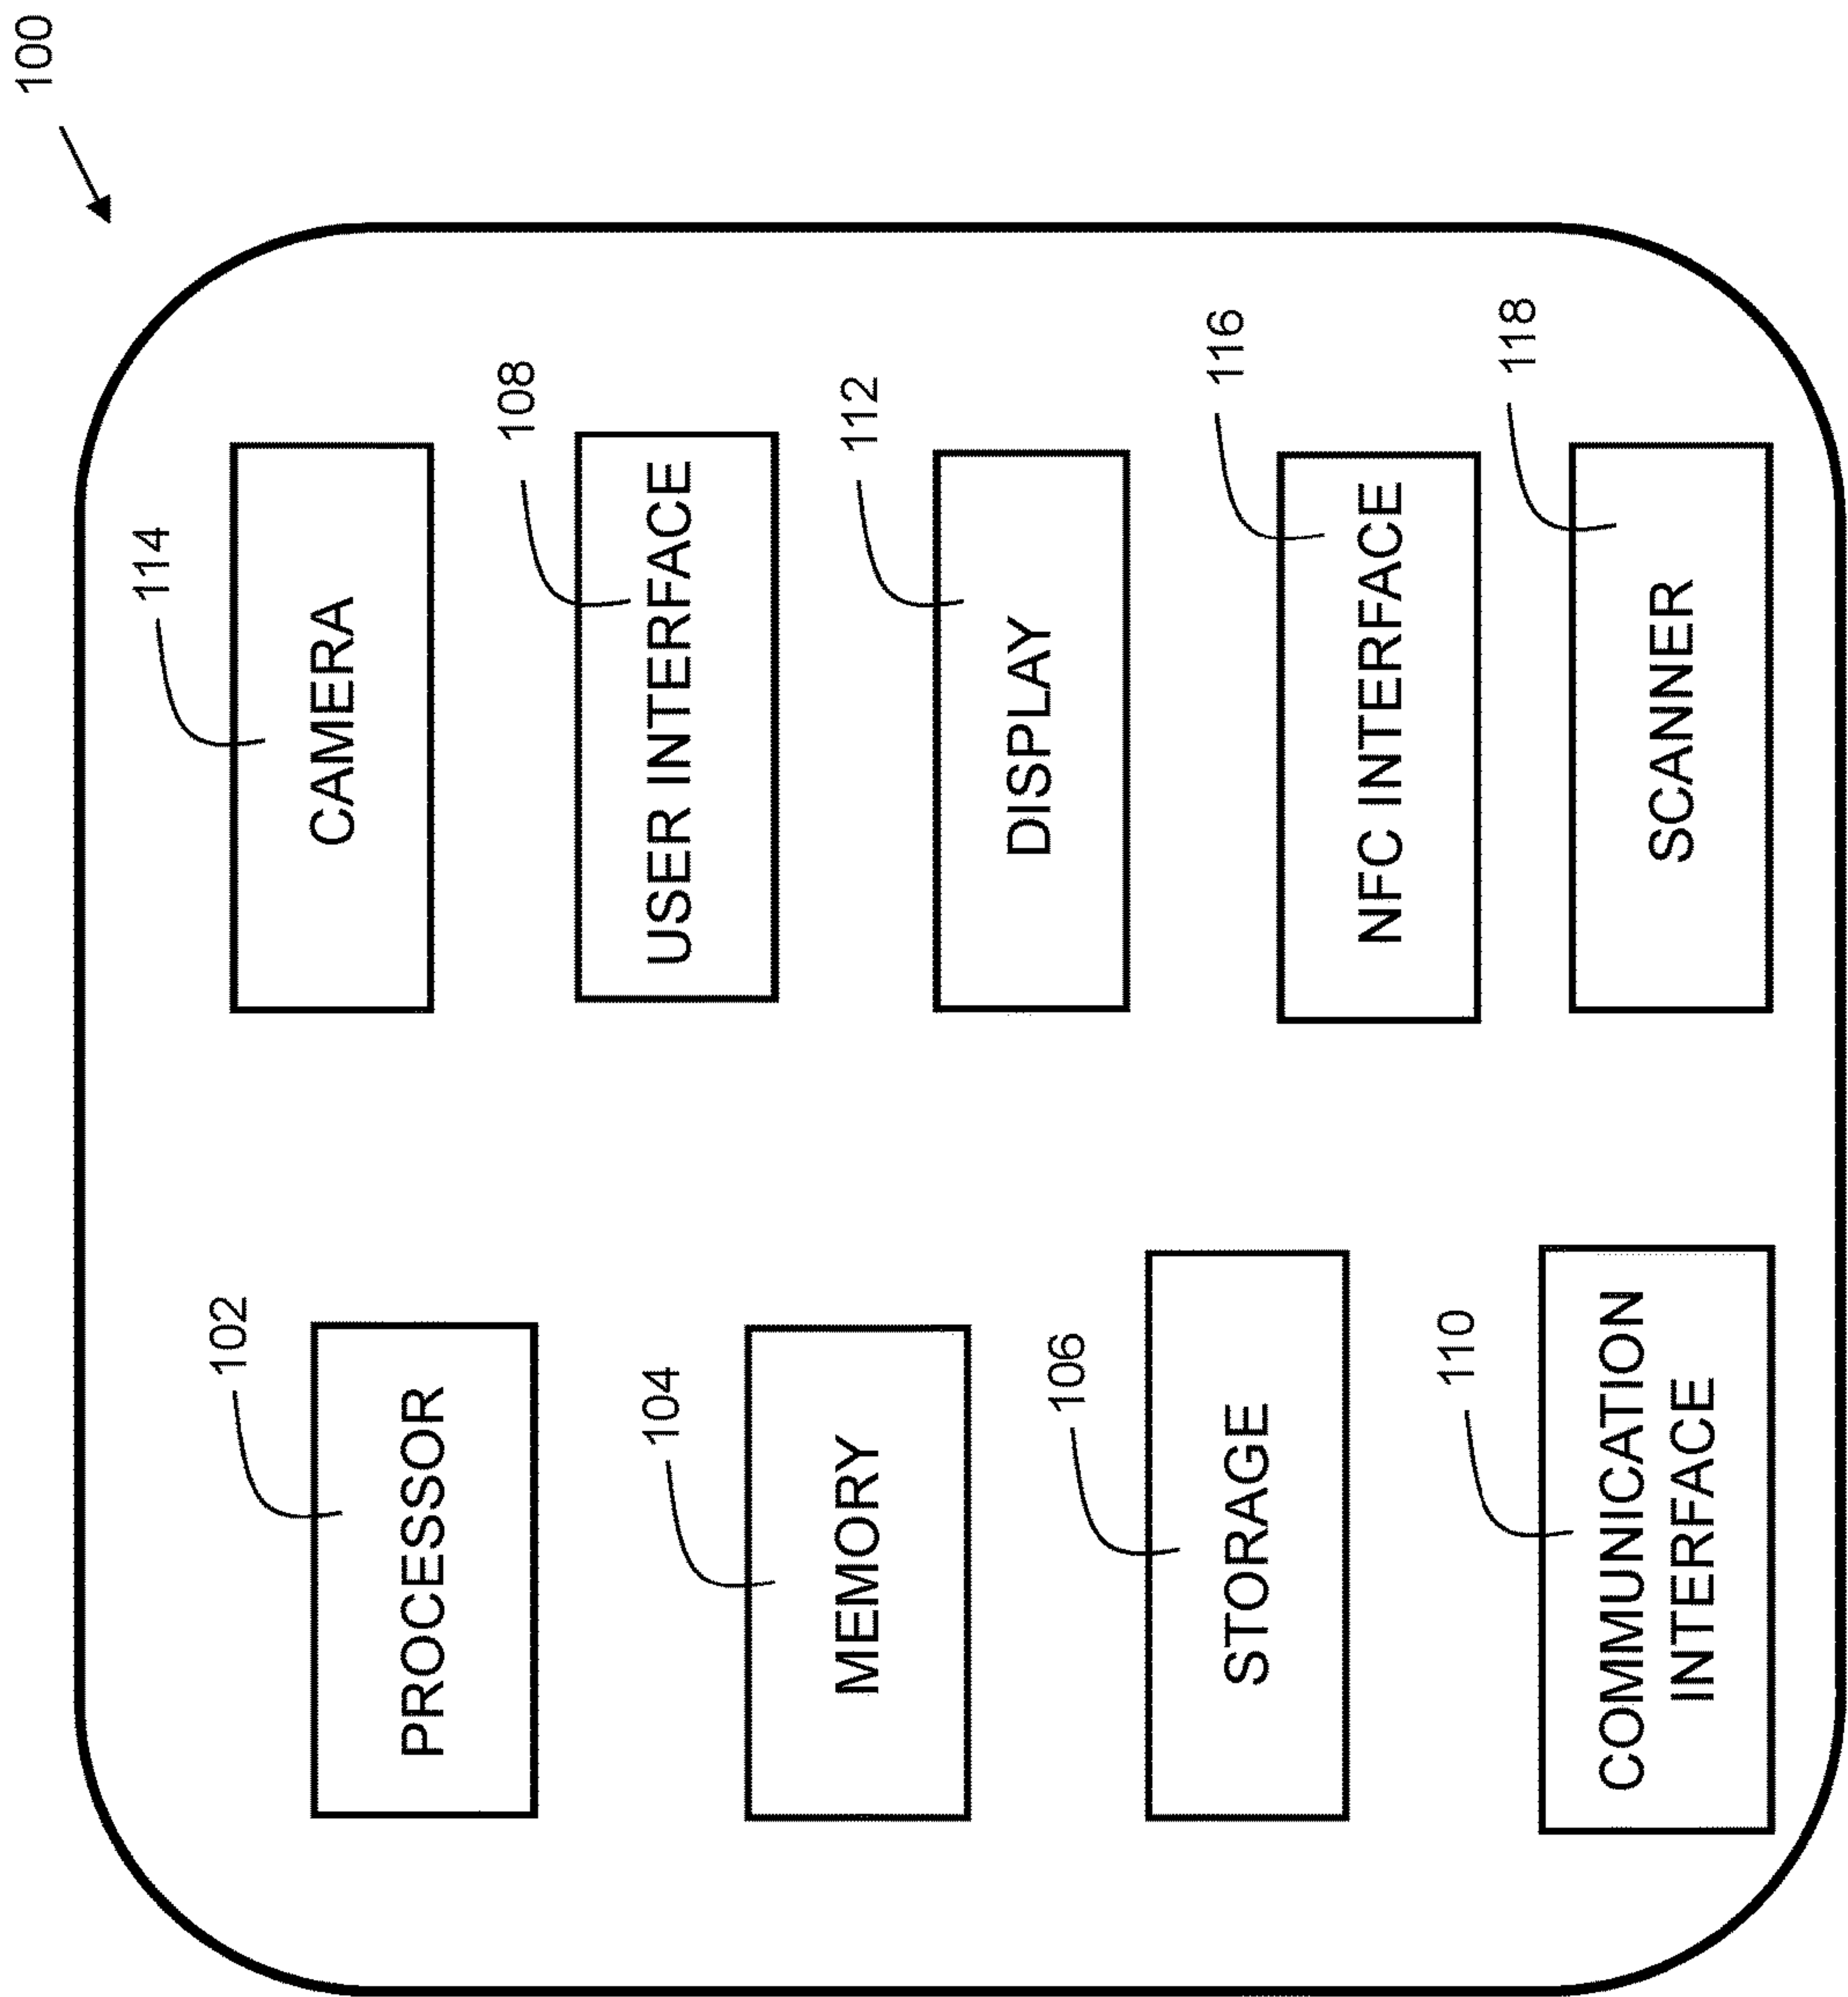 100
102
PROCESSOR
104
MEMORY
106
STORAGE
110
COMMUNICATION
INTERFACE
114
CAMERA
108
USER INTERFACE
112
DISPLAY
116
NFC INTERFACE
118
SCANNER